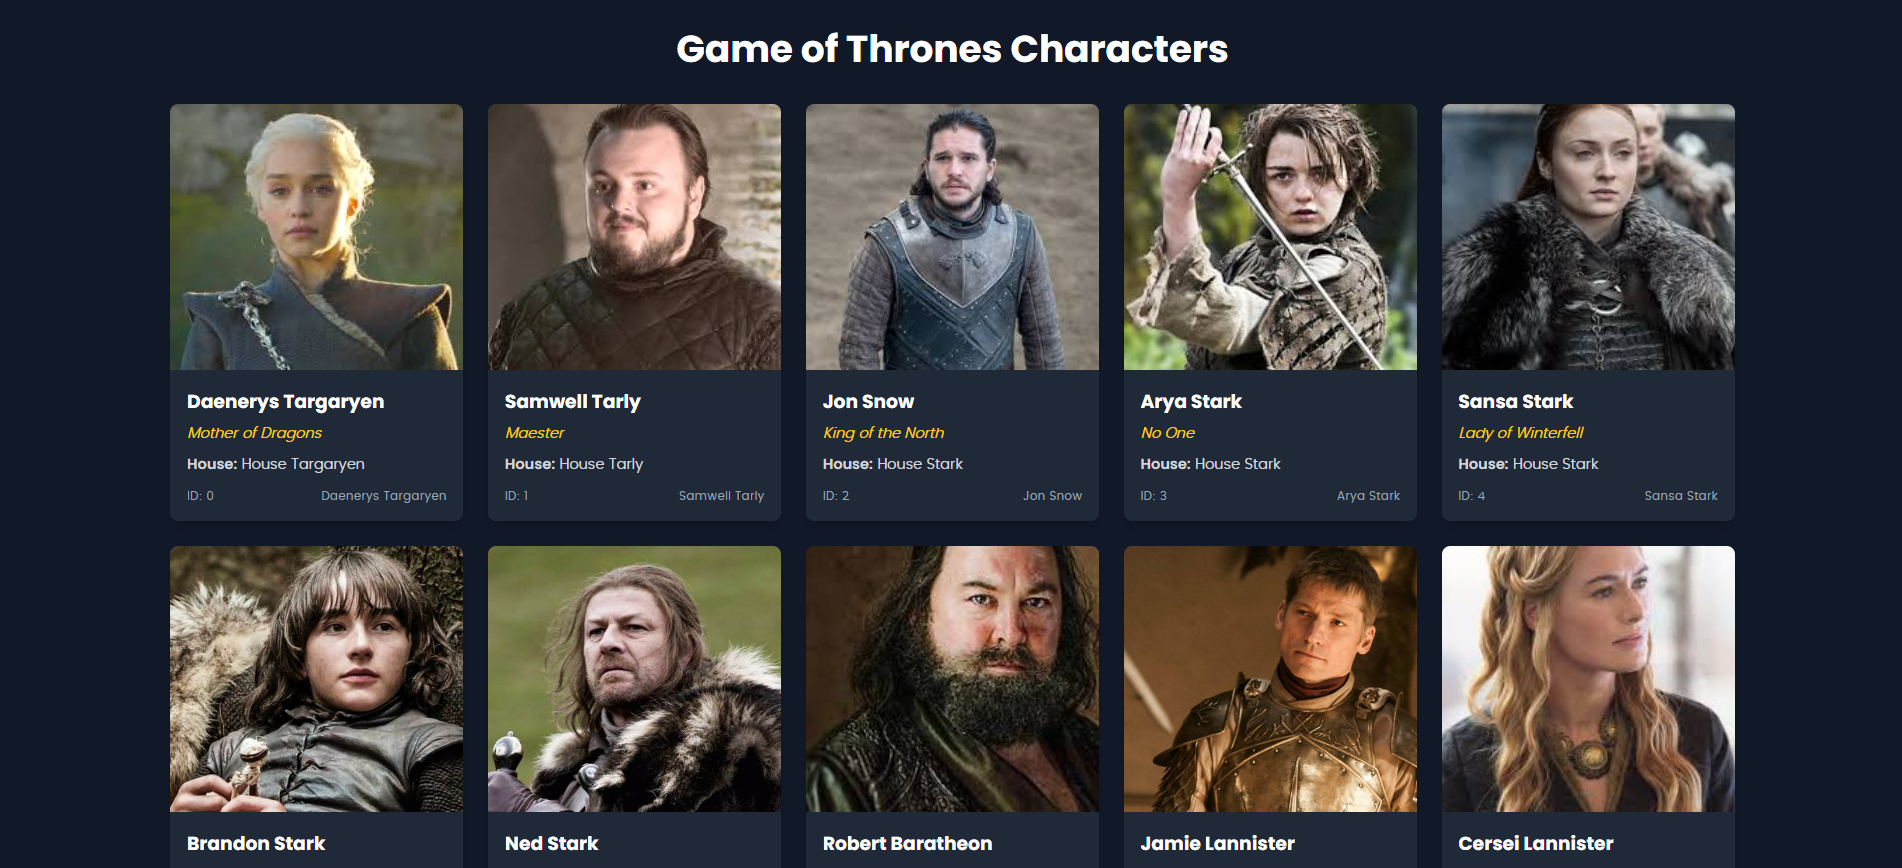 Game of Thrones Characters
Daenerys Targaryen
Mother of Dragons
House: House Targaryen
ID: 0 Daenerys Targaryen
Samwell Tarly
Maester
House: House Tarly
ID: 1 Samwell Tarly
Jon Snow
King of the North
House: House Stark
ID: 2 Jon Snow
Arya Stark
No One
House: House Stark
ID: 3 Arya Stark
Sansa Stark
Lady of Winterfell
House: House Stark
ID: 4 Sansa Stark
Brandon Stark
Ned Stark
Robert Baratheon
Jamie Lannister
Cersei Lannister